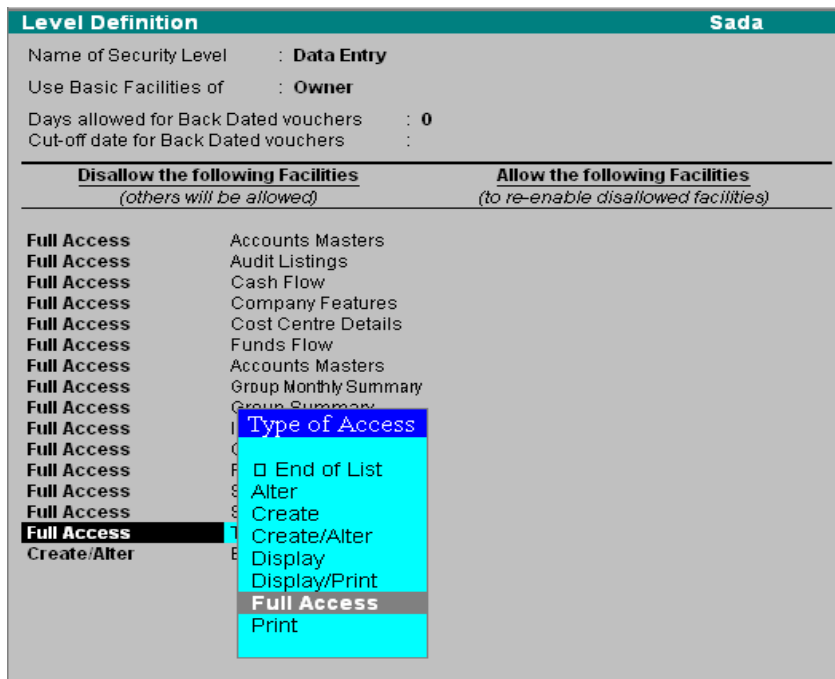 Level Definition Sada
Name of Security Level : Data Entry
Use Basic Facilities of : Owner
Days allowed for Back Dated vouchers : 0
Cut-off date for Back Dated vouchers :
Disallow the following Facilities Allow the following Facilities
(others will be allowed) (to re-enable disallowed facilities)
Full Access Accounts Masters
Full Access Audit Listings
Full Access Cash Flow
Full Access Company Features
Full Access Cost Centre Details
Full Access Funds Flow
Full Access Accounts Masters
Full Access Group Monthly Summary
Full Access Group Summary
Full Access
Full Access
Full Access
Full Access
Full Access
Full Access
Create/Alter
Type of Access
End of List
Alter
Create
Create/Alter
Display
Display/Print
Full Access
Print